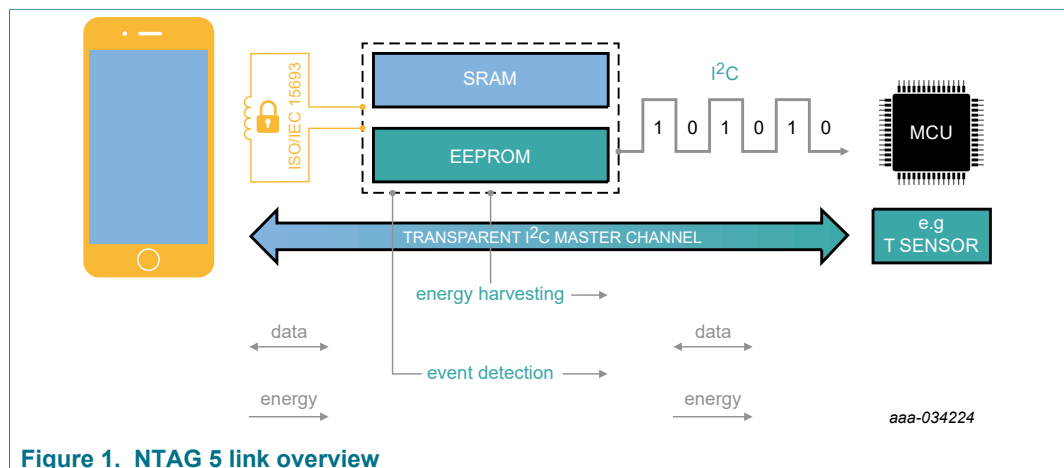 SRAM
ISO/IEC 15693
I²C
1 0 1 0 1 0
MCU
EEPROM
TRANSPARENT I²C MASTER CHANNEL
e.g
T SENSOR
energy harvesting
data
data
event detection
energy
energy
aaa-034224
Figure 1. NTAG 5 link overview